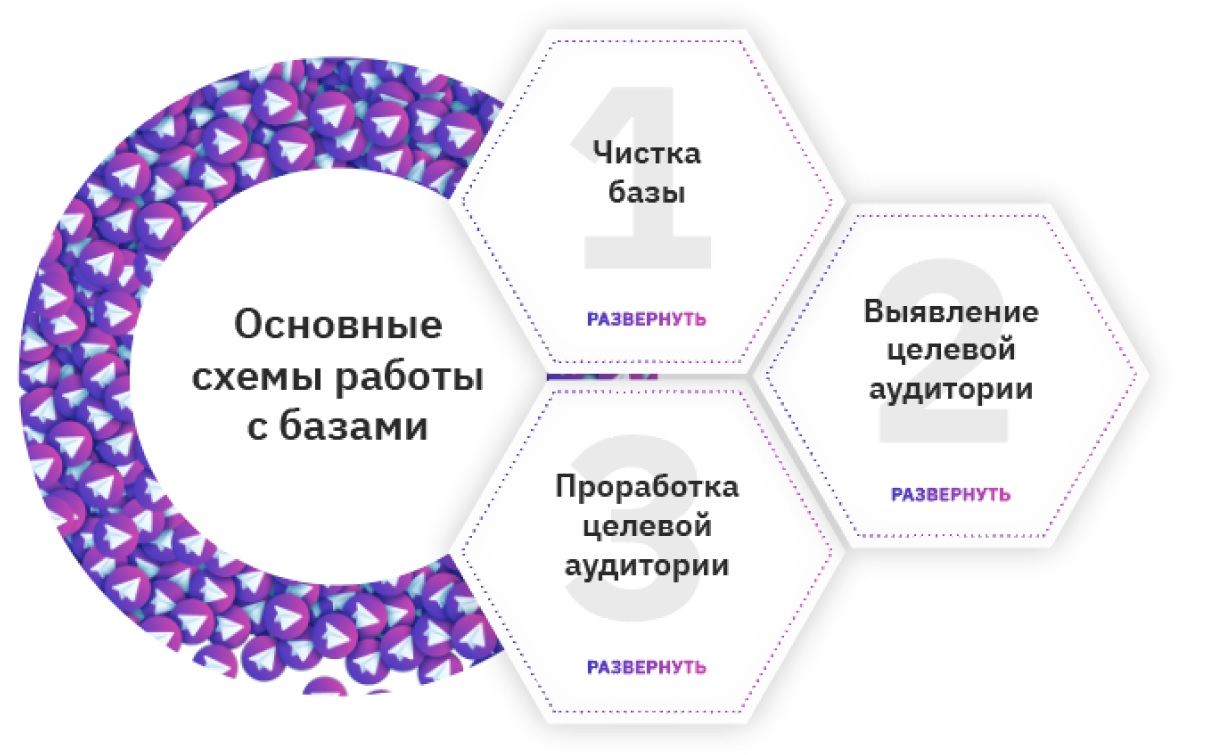 Основные
схемы работы
с базами
1
Чистка
базы
РАЗВЕРНУТЬ
2
Выявление
целевой
аудитории
РАЗВЕРНУТЬ
3
Проработка
целевой
аудитории
РАЗВЕРНУТЬ